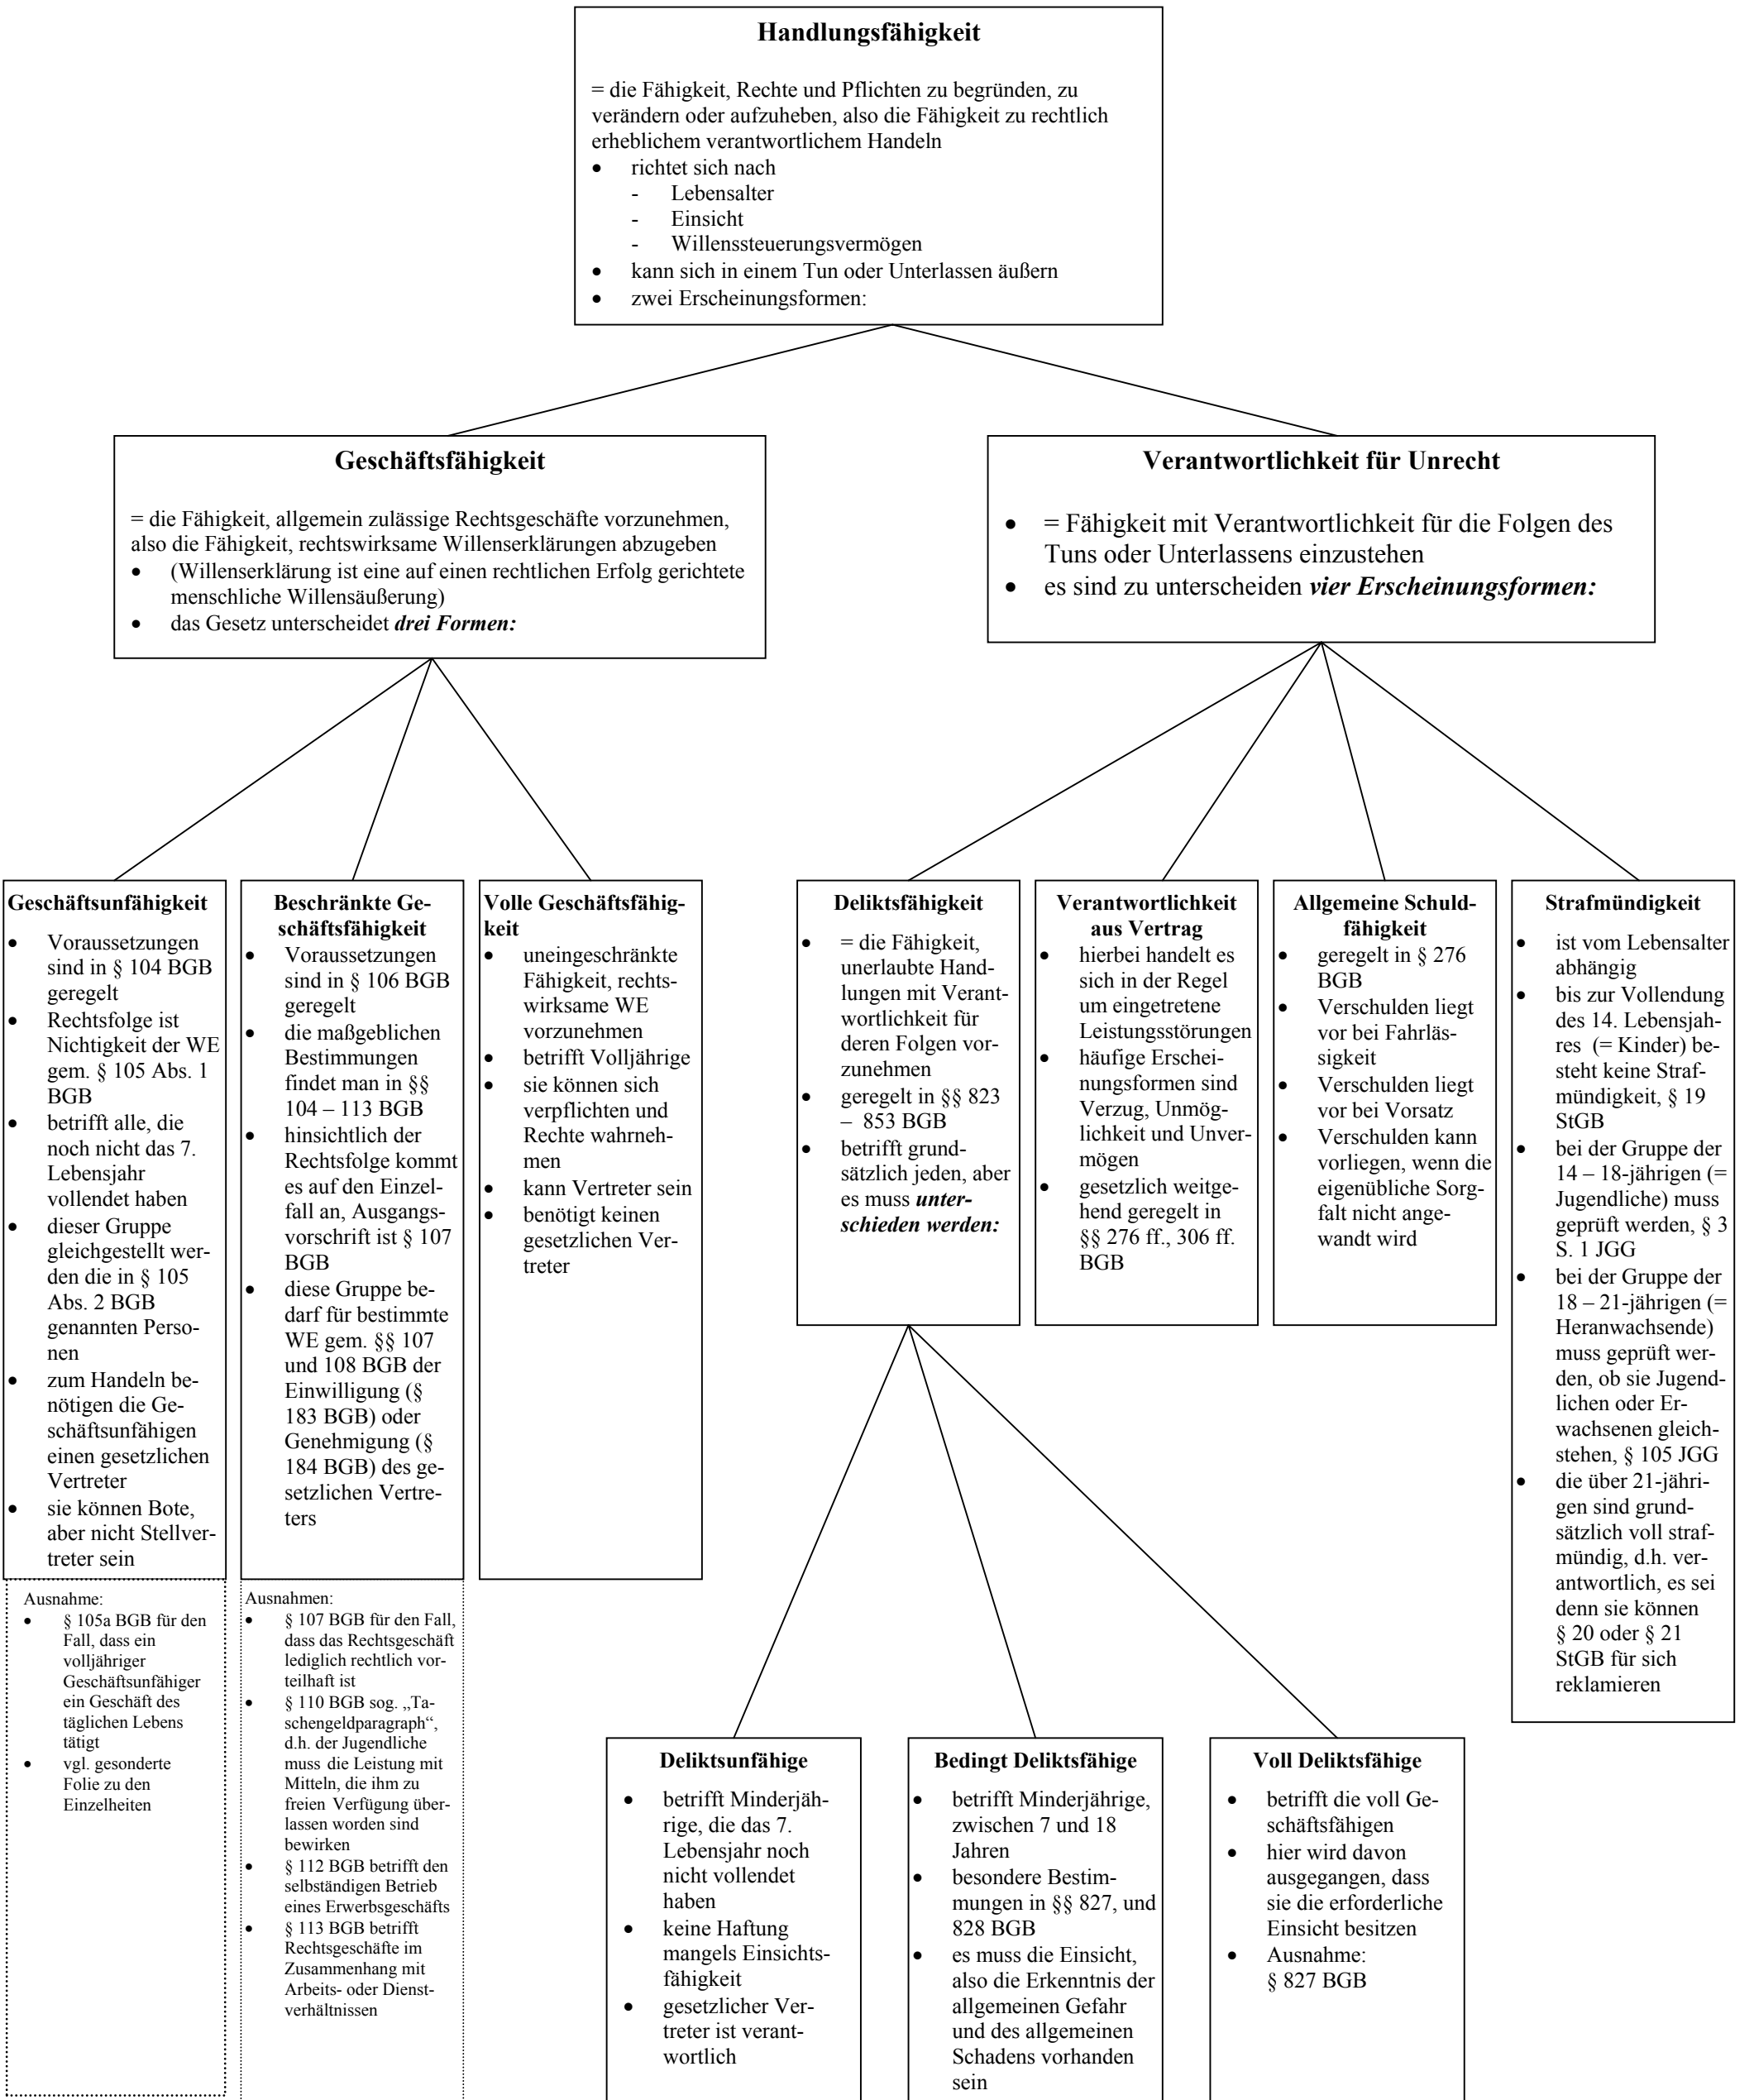 Handlungsfähigkeit
= die Fähigkeit, Rechte und Pflichten zu begründen, zu
verändern oder aufzuheben, also die Fähigkeit zu rechtlich
erheblichem verantwortlichem Handeln
• richtet sich nach
- Lebensalter
- Einsicht
- Willenssteuerungsvermögen
• kann sich in einem Tun oder Unterlassen äußern
• zwei Erscheinungsformen:
Geschäftsfähigkeit
= die Fähigkeit, allgemein zulässige Rechtsgeschäfte vorzunehmen,
also die Fähigkeit, rechtswirksame Willenserklärungen abzugeben
• (Willenserklärung ist eine auf einen rechtlichen Erfolg gerichtete
menschliche Willensäußerung)
• das Gesetz unterscheidet drei Formen:
Verantwortlichkeit für Unrecht
• = Fähigkeit mit Verantwortlichkeit für die Folgen des
Tuns oder Unterlassens einzustehen
• es sind zu unterscheiden vier Erscheinungsformen:
Geschäftsunfähigkeit
• Voraussetzungen
sind in § 104 BGB
geregelt
• Rechtsfolge ist
Nichtigkeit der WE
gem. § 105 Abs. 1
BGB
• betrifft alle, die
noch nicht das 7.
Lebensjahr
vollendet haben
• dieser Gruppe
gleichgestellt wer-
den die in § 105
Abs. 2 BGB
genannten Perso-
nen
• zum Handeln be-
nötigen die Ge-
schäftsunfähigen
einen gesetzlichen
Vertreter
• sie können Bote,
aber nicht Stellver-
treter sein
Ausnahme:
• § 105a BGB für den
Fall, dass ein
volljähriger
Geschäftsunfähiger
ein Geschäft des
täglichen Lebens
tätigt
• vgl. gesonderte
Folie zu den
Einzelheiten
Beschränkte Ge-
schäftsfähigkeit
• Voraussetzungen
sind in § 106 BGB
geregelt
• die maßgeblichen
Bestimmungen
findet man in §§
104 – 113 BGB
• hinsichtlich der
Rechtsfolge kommt
es auf den Einzel-
fall an, Ausgangs-
vorschrift ist § 107
BGB
• diese Gruppe be-
darf für bestimmte
WE gem. §§ 107
und 108 BGB der
Einwilligung (§
183 BGB) oder
Genehmigung (§
184 BGB) des ge-
setzlichen Vertre-
ters
Ausnahmen:
• § 107 BGB für den Fall,
dass das Rechtsgeschäft
lediglich rechtlich vor-
teilhaft ist
• § 110 BGB sog. „Ta-
schengeldparagraph“,
d.h. der Jugendliche
muss die Leistung mit
Mitteln, die ihm zu
freien Verfügung über-
lassen worden sind
bewirken
• § 112 BGB betrifft den
selbständigen Betrieb
eines Erwerbsgeschäfts
• § 113 BGB betrifft
Rechtsgeschäfte im
Zusammenhang mit
Arbeits- oder Dienst-
verhältnissen
Volle Geschäftsfähig-
keit
• uneingeschränkte
Fähigkeit, rechts-
wirksame WE
vorzunehmen
• betrifft Volljährige
• sie können sich
verpflichten und
Rechte wahrneh-
men
• kann Vertreter sein
• benötigt keinen
gesetzlichen Ver-
treter
Deliktsfähigkeit
• = die Fähigkeit,
unerlaubte Hand-
lungen mit Verant-
wortlichkeit für
deren Folgen vor-
zunehmen
• geregelt in §§ 823
– 853 BGB
• betrifft grund-
sätzlich jeden, aber
es muss unter-
schieden werden:
Verantwortlichkeit
aus Vertrag
• hierbei handelt es
sich in der Regel
um eingetretene
Leistungsstörungen
• häufige Erschei-
nungsformen sind
Verzug, Unmög-
lichkeit und Unver-
mögen
• gesetzlich weitge-
hend geregelt in
§§ 276 ff., 306 ff.
BGB
Allgemeine Schuld-
fähigkeit
• geregelt in § 276
BGB
• Verschulden liegt
vor bei Fahrläs-
sigkeit
• Verschulden liegt
vor bei Vorsatz
• Verschulden kann
vorliegen, wenn die
eigenübliche Sorg-
falt nicht ange-
wandt wird
Strafmündigkeit
• ist vom Lebensalter
abhängig
• bis zur Vollendung
des 14. Lebensjah-
res (= Kinder) be-
steht keine Straf-
mündigkeit, § 19
StGB
• bei der Gruppe der
14 – 18-jährigen (=
Jugendliche) muss
geprüft werden, § 3
S. 1 JGG
• bei der Gruppe der
18 – 21-jährigen (=
Heranwachsende)
muss geprüft wer-
den, ob sie Jugend-
lichen oder Er-
wachsenen gleich-
stehen, § 105 JGG
• die über 21-jähri-
gen sind grund-
sätzlich voll straf-
mündig, d.h. ver-
antwortlich, es sei
denn sie können
§ 20 oder § 21
StGB für sich
reklamieren
Deliktsunfähige
• betrifft Minderjäh-
rige, die das 7.
Lebensjahr noch
nicht vollendet
haben
• keine Haftung
mangels Einsichts-
fähigkeit
• gesetzlicher Ver-
treter ist verant-
wortlich
Bedingt Deliktsfähige
• betrifft Minderjährige,
zwischen 7 und 18
Jahren
• besondere Bestim-
mungen in §§ 827, und
828 BGB
• es muss die Einsicht,
also die Erkenntnis der
allgemeinen Gefahr
und des allgemeinen
Schadens vorhanden
sein
Voll Deliktsfähige
• betrifft die voll Ge-
schäftsfähigen
• hier wird davon
ausgegangen, dass
sie die erforderliche
Einsicht besitzen
• Ausnahme:
§ 827 BGB